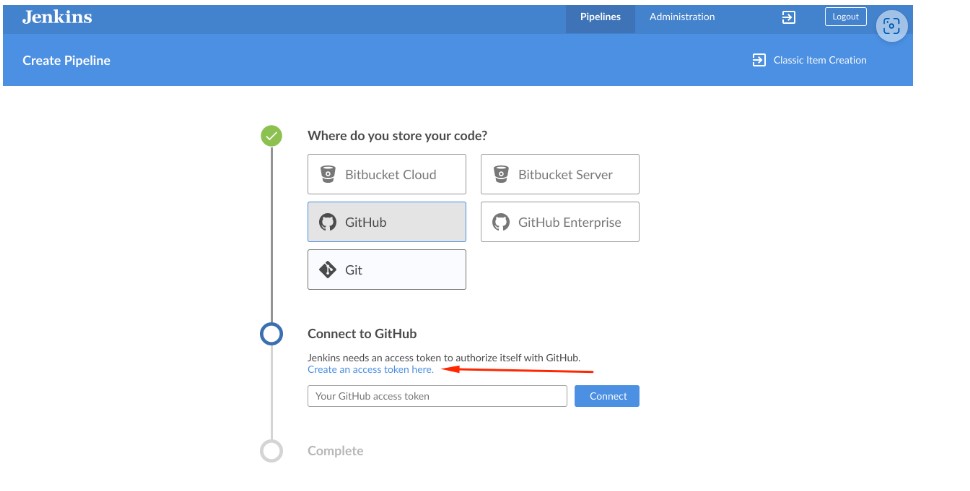 Jenkins
Pipelines
Administration
Logout
Create Pipeline
Classic Item Creation
Where do you store your code?
Bitbucket Cloud
Bitbucket Server
GitHub
GitHub Enterprise
Git
Connect to GitHub
Jenkins needs an access token to authorize itself with GitHub.
Create an access token here.
Your GitHub access token
Connect
Complete